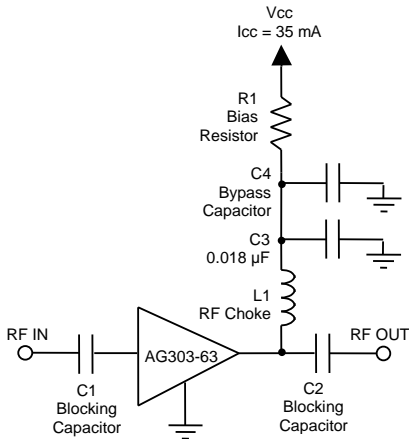 Vcc
Icc = 35 mA
R1
Bias
Resistor
C4
Bypass
Capacitor
C3
0.018 µF
L1
RF Choke
RF IN
AG303-63
RF OUT
C1
Blocking
Capacitor
C2
Blocking
Capacitor